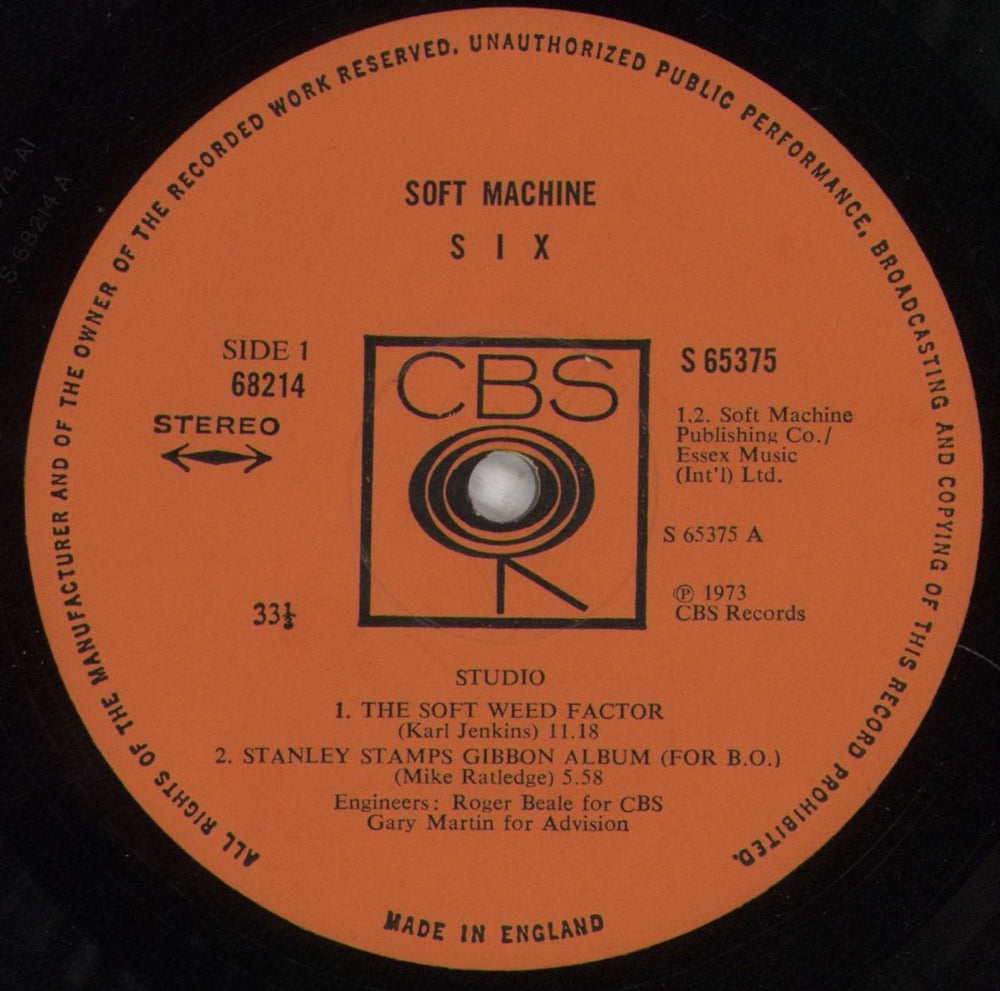 ALL RIGHTS OF THE MANUFACTURER AND OF THE OWNER OF THE RECORDED WORK RESERVED. UNAUTHORIZED PUBLIC PERFORMANCE, BROADCASTING AND COPYING OF THIS RECORD PROHIBITED.
SOFT MACHINE
SIX
SIDE 1
68214
STEREO
33⅓
CBS
S 65375
1.2. Soft Machine
Publishing Co./
Essex Music
(Int'l) Ltd.
S 65375 A
℗ 1973
CBS Records
STUDIO
1. THE SOFT WEED FACTOR
(Karl Jenkins) 11.18
2. STANLEY STAMPS GIBBON ALBUM (FOR B.O.)
(Mike Ratledge) 5.58
Engineers: Roger Beale for CBS
Gary Martin for Advision
MADE IN ENGLAND
S 68214 A